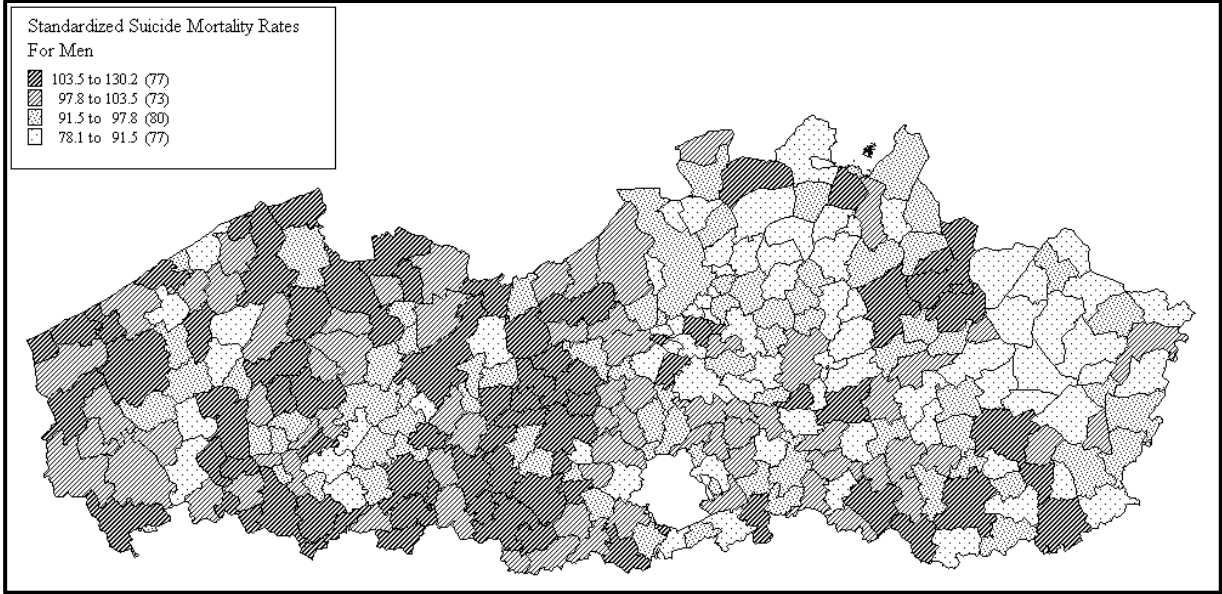 Standardized Suicide Mortality Rates
For Men
103.5 to 130.2 (77)
97.8 to 103.5 (73)
91.5 to 97.8 (80)
78.1 to 91.5 (77)